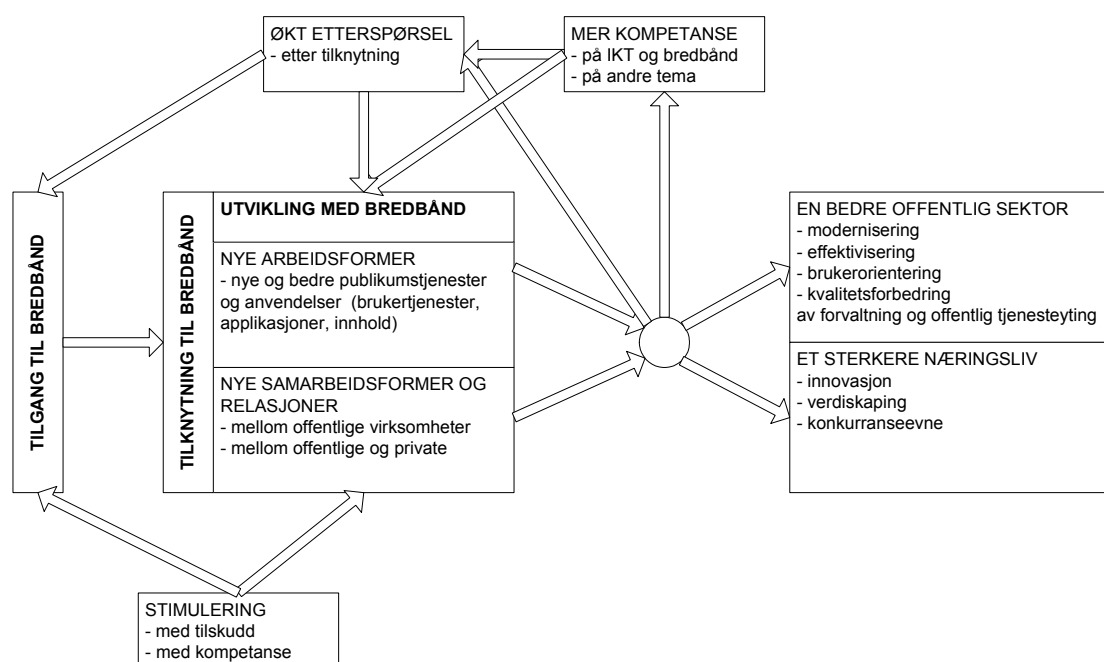 ØKT ETTERSPØRSEL
- etter tilknytning
MER KOMPETANSE
- på IKT og bredbånd
- på andre tema
TILGANG TIL BREDBÅND
TILKNYTNING TIL BREDBÅND
UTVIKLING MED BREDBÅND
NYE ARBEIDSFORMER
- nye og bedre publikumstjenester
og anvendelser (brukertjenester,
applikasjoner, innhold)
NYE SAMARBEIDSFORMER OG
RELASJONER
- mellom offentlige virksomheter
- mellom offentlige og private
EN BEDRE OFFENTLIG SEKTOR
- modernisering
- effektivisering
- brukerorientering
- kvalitetsforbedring
av forvaltning og offentlig tjenesteyting
ET STERKERE NÆRINGSLIV
- innovasjon
- verdiskaping
- konkurranseevne
STIMULERING
- med tilskudd
- med kompetanse